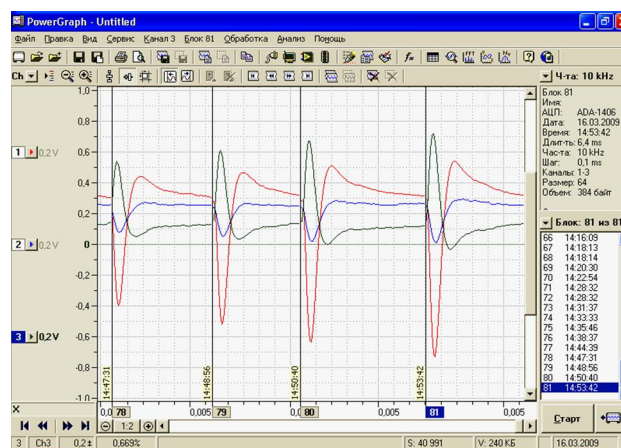 PowerGraph - Untitled
Файл Правка Вид Сервис Канал 3 Блок 81 Обработка Анализ Помощь
Ch
Ч-та: 10 kHz
Блок 81
Имя:
АЦП: ADA-1406
Дата: 16.03.2009
Время: 14:53:42
Длит-ть: 6,4 ms
Час-та: 10 kHz
Шаг: 0,1 ms
Каналы: 1-3
Размер: 64
Объем: 384 байт
Блок: 81 из 81
66 14:16:09
67 14:18:13
68 14:18:14
69 14:20:30
70 14:22:54
71 14:28:32
72 14:28:32
73 14:31:37
74 14:33:33
75 14:35:46
76 14:38:37
77 14:44:39
78 14:47:31
79 14:48:56
80 14:50:40
81 14:53:42
Старт
1,0
0,8
0,6
0,4
0,2
0
-0,2
-0,4
-0,6
-0,8
-1,0
1 0,2 V
2 0,2 V
3 0,2 V
14:47:31
14:48:56
14:50:40
14:53:42
78 0,005 79 80 0,005 81 0,005
1:2
3 Ch3 0,2 ± 0,669% S: 40 991 V: 240 КБ 16.03.2009